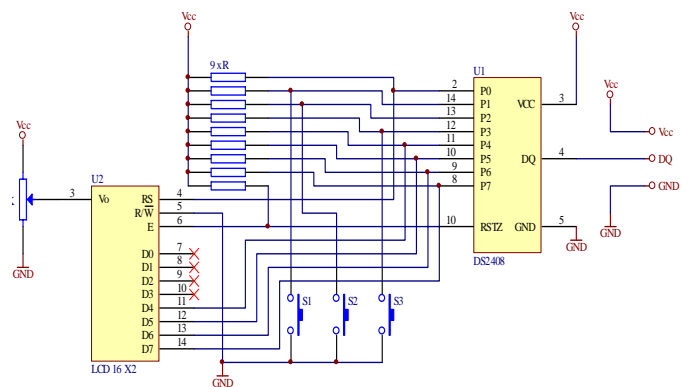 Vcc
Vcc
9xR
U1
2 P0
14 P1
13 P2
12 P3
11 P4
10 P5
9 P6
8 P7
10 RSTZ
VCC 3
DQ 4
GND 5
DS2408
GND
Vcc
Vcc
DQ
GND
GND
Vcc
GND
U2
3 Vo
RS 4
R/W 5
E 6
D0 7
D1 8
D2 9
D3 10
D4 11
D5 12
D6 13
D7 14
LCD 16 X2
S1
S2
S3
GND